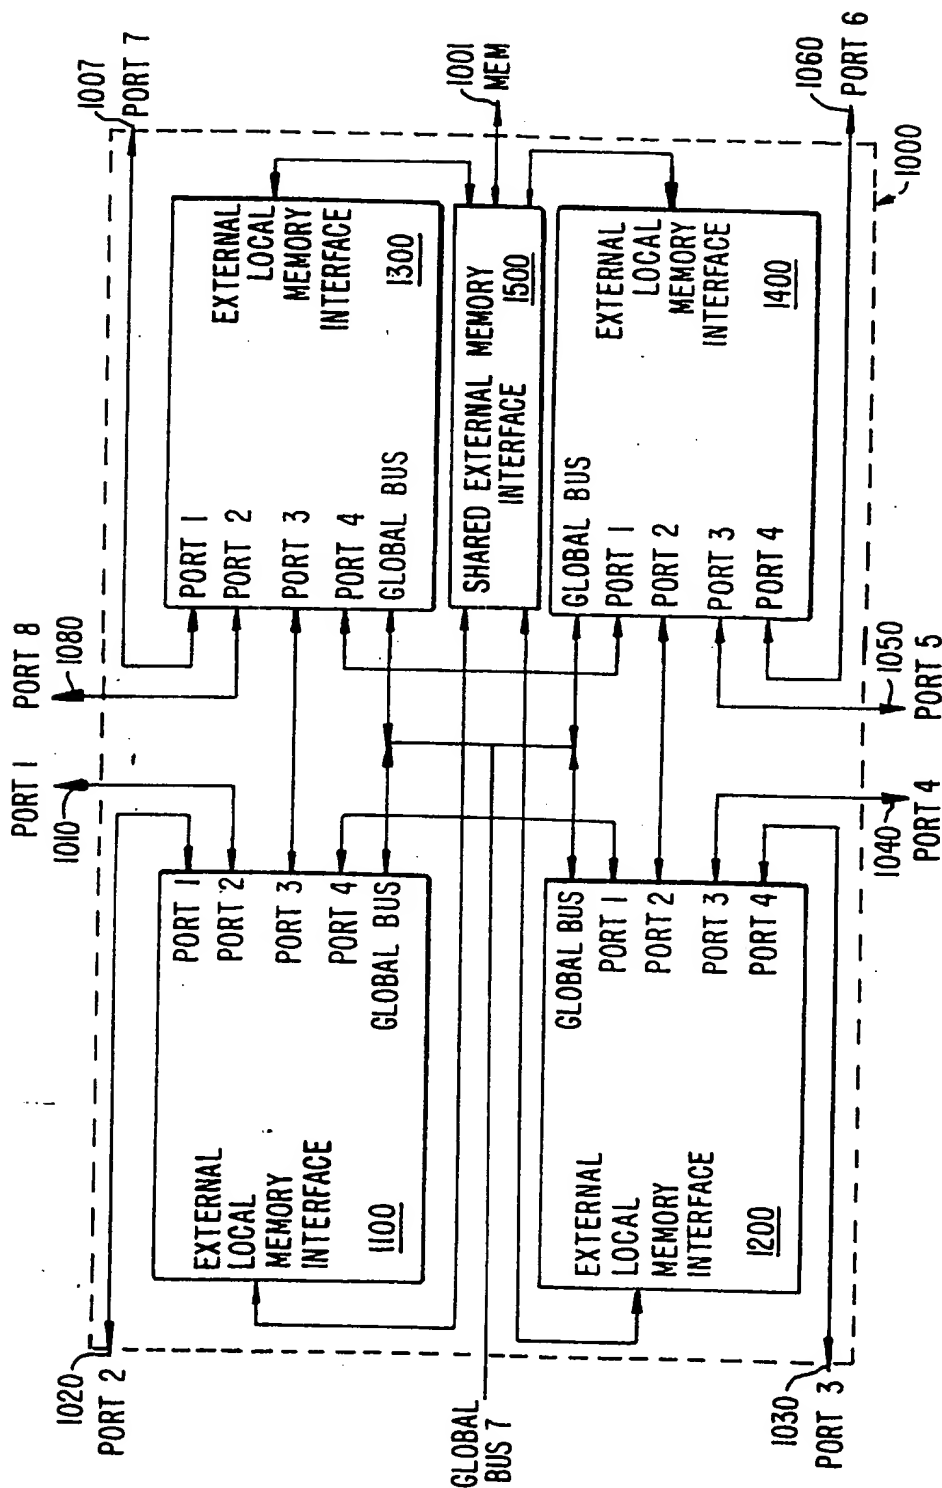 1020
PORT 2
PORT 1
1010
PORT 8
1080
1007
PORT 7
EXTERNAL
LOCAL
MEMORY
INTERFACE
1100
PORT 1
PORT 2
PORT 3
PORT 4
GLOBAL BUS
PORT 1
PORT 2
PORT 3
PORT 4
GLOBAL BUS
EXTERNAL
LOCAL
MEMORY
INTERFACE
1300
GLOBAL
BUS 7
SHARED EXTERNAL MEMORY
INTERFACE
1500
1001
MEM
EXTERNAL
LOCAL
MEMORY
INTERFACE
1200
GLOBAL BUS
PORT 1
PORT 2
PORT 3
PORT 4
GLOBAL BUS
PORT 1
PORT 2
PORT 3
PORT 4
EXTERNAL
LOCAL
MEMORY
INTERFACE
1400
1030
PORT 3
1040
PORT 4
1050
PORT 5
1060
PORT 6
1000